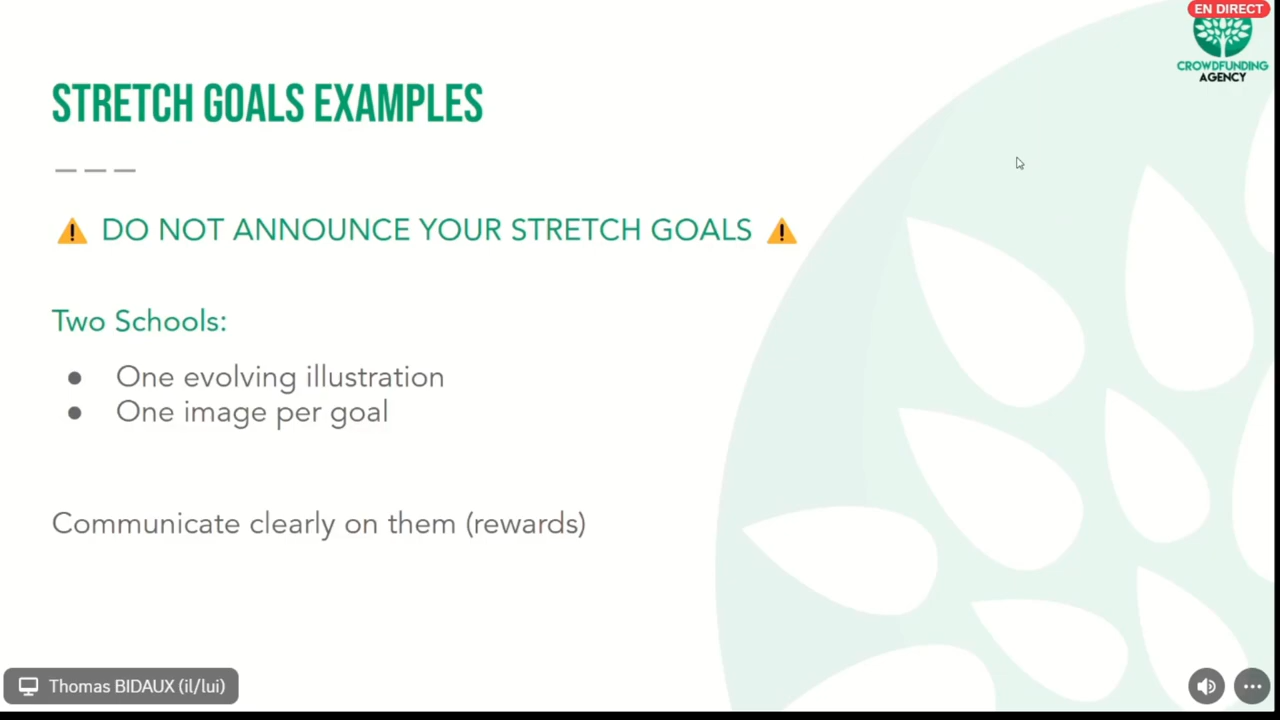 EN DIRECT
CROWDFUNDING
AGENCY
STRETCH GOALS EXAMPLES
⚠ DO NOT ANNOUNCE YOUR STRETCH GOALS ⚠
Two Schools:
● One evolving illustration
● One image per goal
Communicate clearly on them (rewards)
Thomas BIDAUX (il/lui)